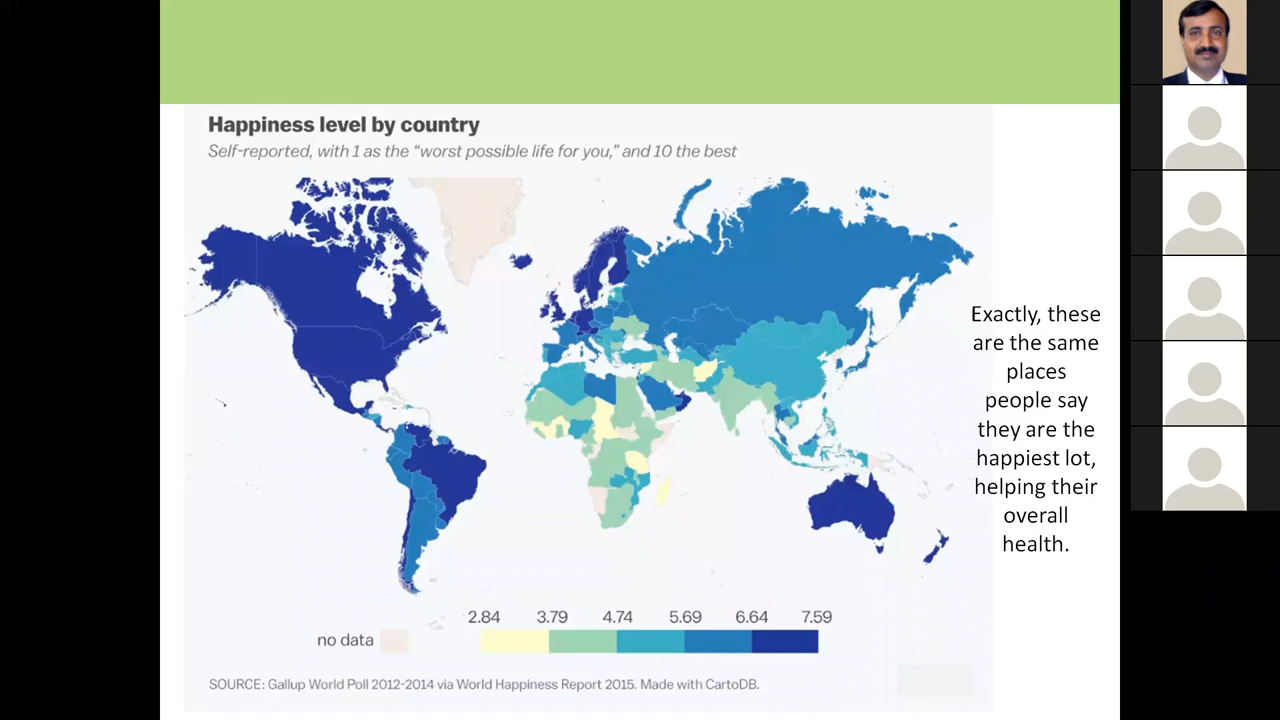 Happiness level by country
Self-reported, with 1 as the “worst possible life for you,” and 10 the best
Exactly, these
are the same
places
people say
they are the
happiest lot,
helping their
overall
health.
2.84 3.79 4.74 5.69 6.64 7.59
no data
SOURCE: Gallup World Poll 2012-2014 via World Happiness Report 2015. Made with CartoDB.